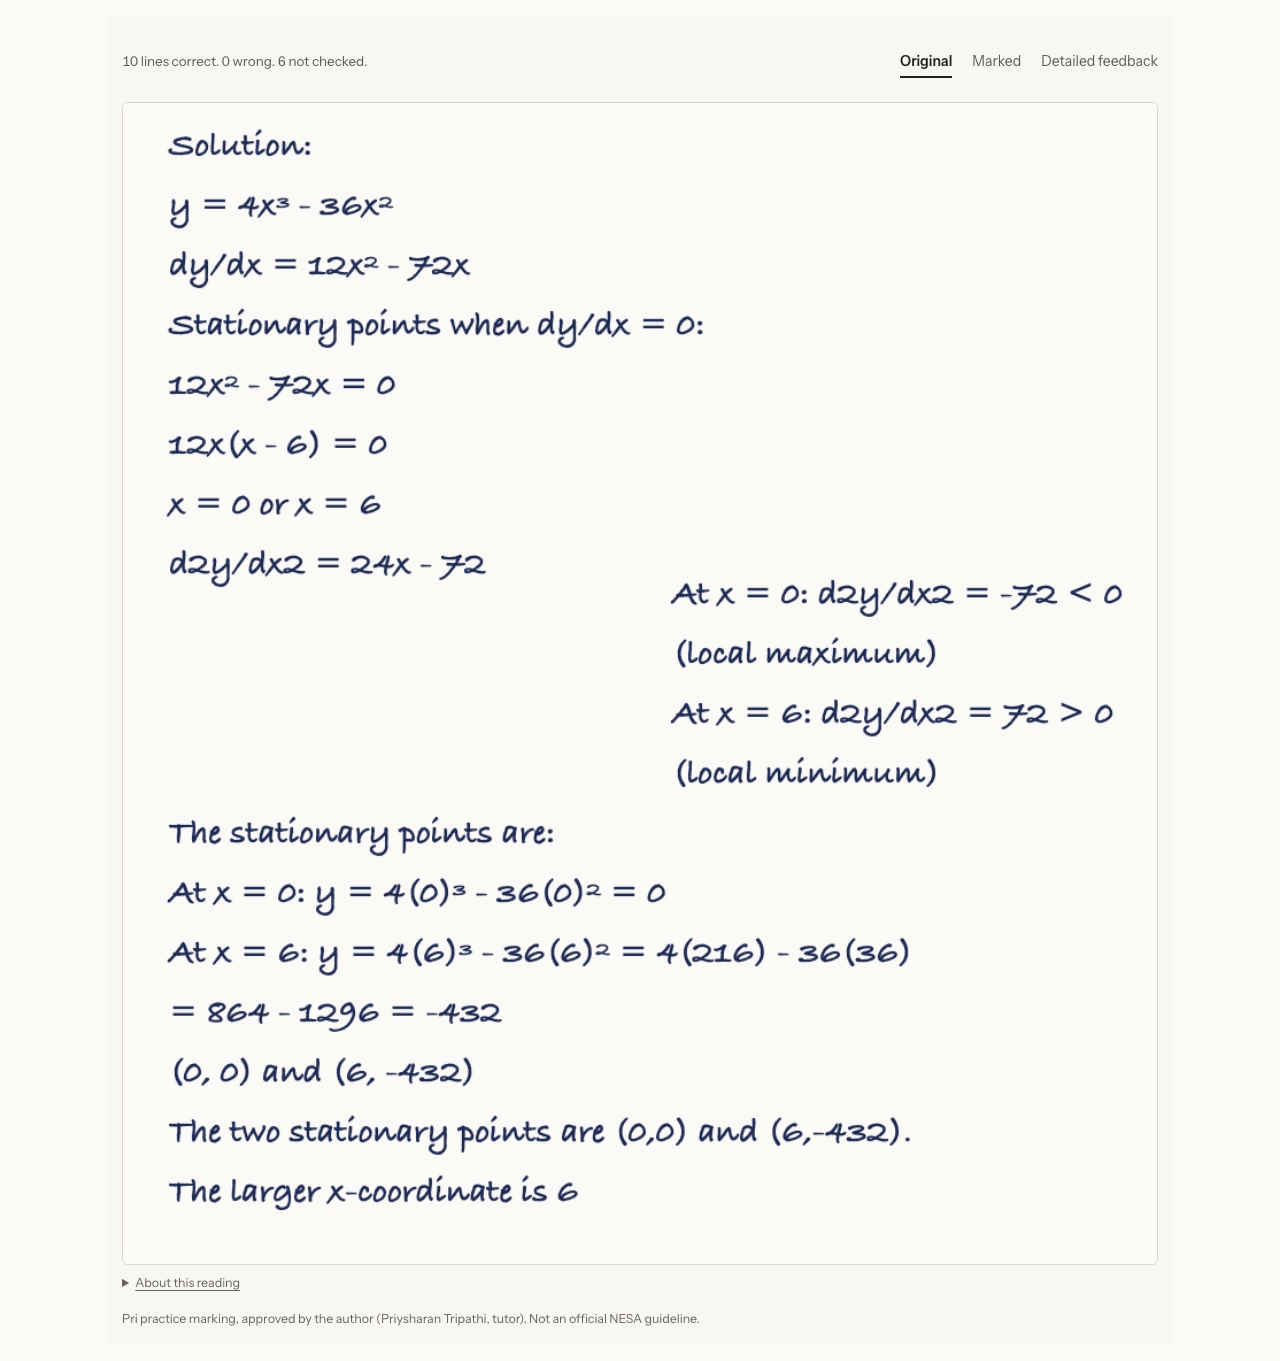 10 lines correct. 0 wrong. 6 not checked.
Original Marked Detailed feedback
Solution:
y = 4x³ - 36x²
dy/dx = 12x² - 72x
Stationary points when dy/dx = 0:
12x² - 72x = 0
12x(x - 6) = 0
x = 0 or x = 6
d2y/dx2 = 24x - 72
At x = 0: d2y/dx2 = -72 < 0
(local maximum)
At x = 6: d2y/dx2 = 72 > 0
(local minimum)
The stationary points are:
At x = 0: y = 4(0)³ - 36(0)² = 0
At x = 6: y = 4(6)³ - 36(6)² = 4(216) - 36(36)
= 864 - 1296 = -432
(0, 0) and (6, -432)
The two stationary points are (0,0) and (6,-432).
The larger x-coordinate is 6
About this reading
Pri practice marking, approved by the author (Priysharan Tripathi, tutor). Not an official NESA guideline.